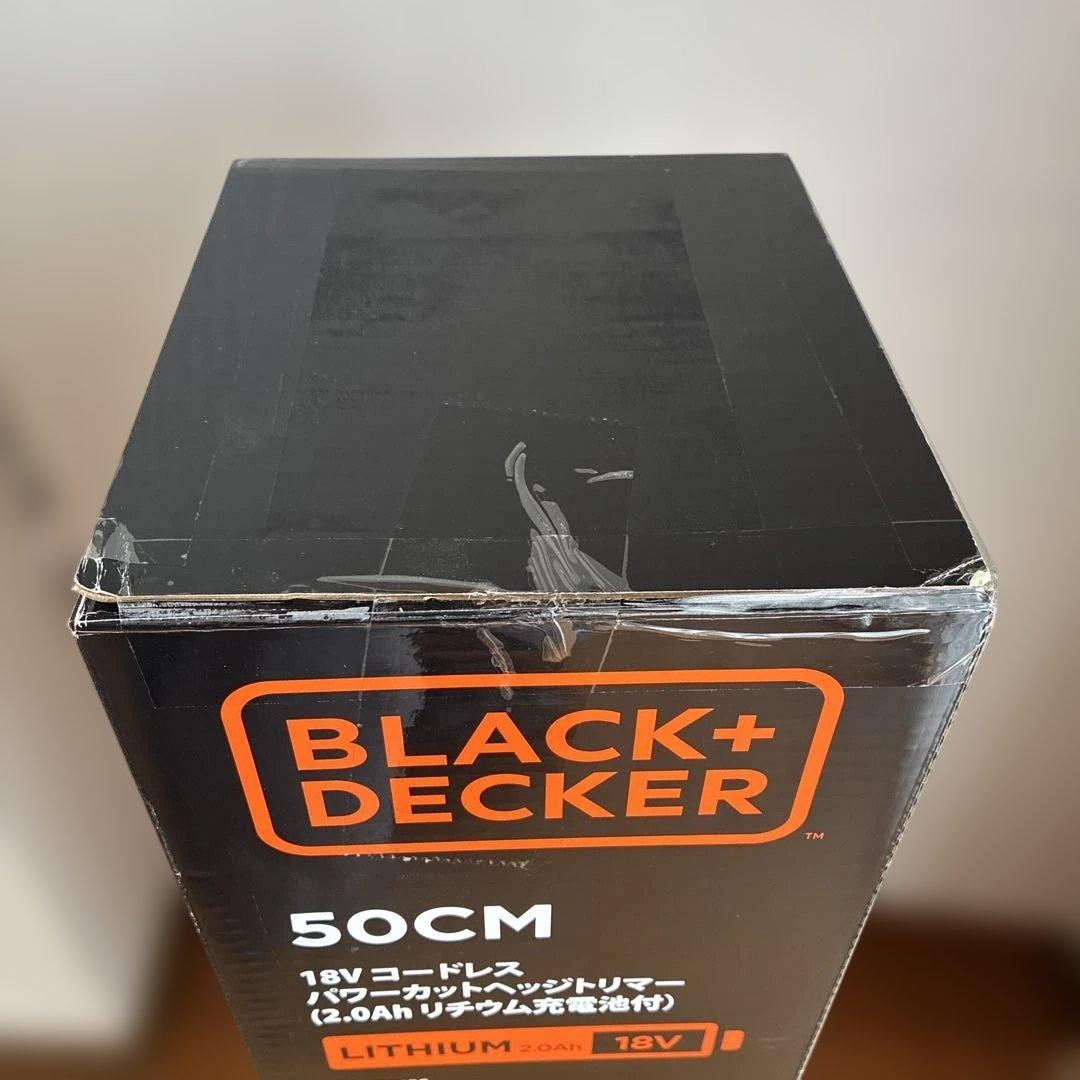 BLACK+
DECKER
TM
50CM
18V コードレス
パワーカットヘッジトリマー
(2.0Ah リチウム充電池付)
LITHIUM 2.0Ah 18V